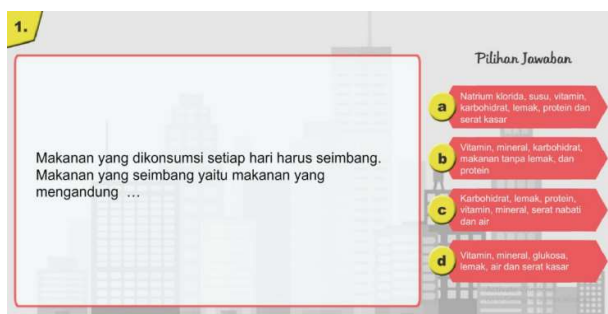 1.
Pilihan Jawaban
Makanan yang dikonsumsi setiap hari harus seimbang.
Makanan yang seimbang yaitu makanan yang
mengandung ...
a
Natrium klorida, susu, vitamin,
karbohidrat, lemak, protein dan
serat kasar
b
Vitamin, mineral, karbohidrat,
makanan tanpa lemak, dan
protein
c
Karbohidrat, lemak, protein,
vitamin, mineral, serat nabati
dan air
d
Vitamin, mineral, glukosa,
lemak, air dan serat kasar